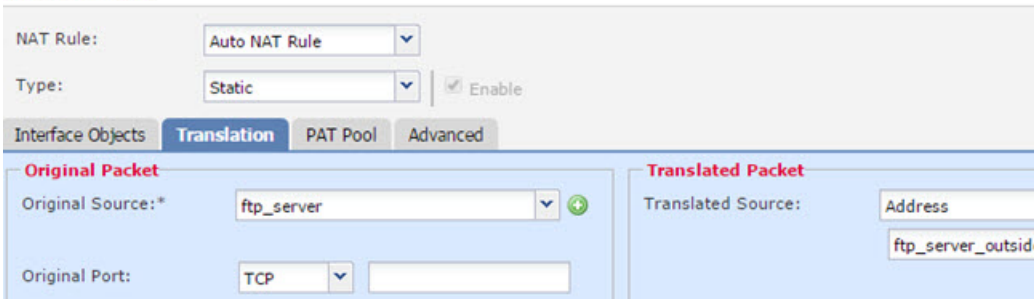 NAT Rule: Auto NAT Rule
Type: Static Enable
Interface Objects Translation PAT Pool Advanced
Original Packet Translated Packet
Original Source:* ftp_server Translated Source: Address
ftp_server_outsid
Original Port: TCP